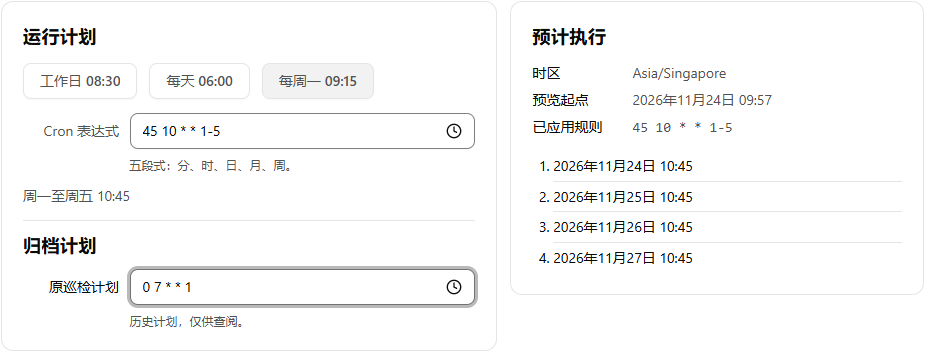 运行计划
工作日 08:30
每天 06:00
每周一 09:15
Cron 表达式
45 10 * * 1-5
五段式：分、时、日、月、周。
周一至周五 10:45
归档计划
原巡检计划
0 7 * * 1
历史计划，仅供查阅。
预计执行
时区 Asia/Singapore
预览起点 2026年11月24日 09:57
已应用规则 45 10 * * 1-5
1. 2026年11月24日 10:45
2. 2026年11月25日 10:45
3. 2026年11月26日 10:45
4. 2026年11月27日 10:45